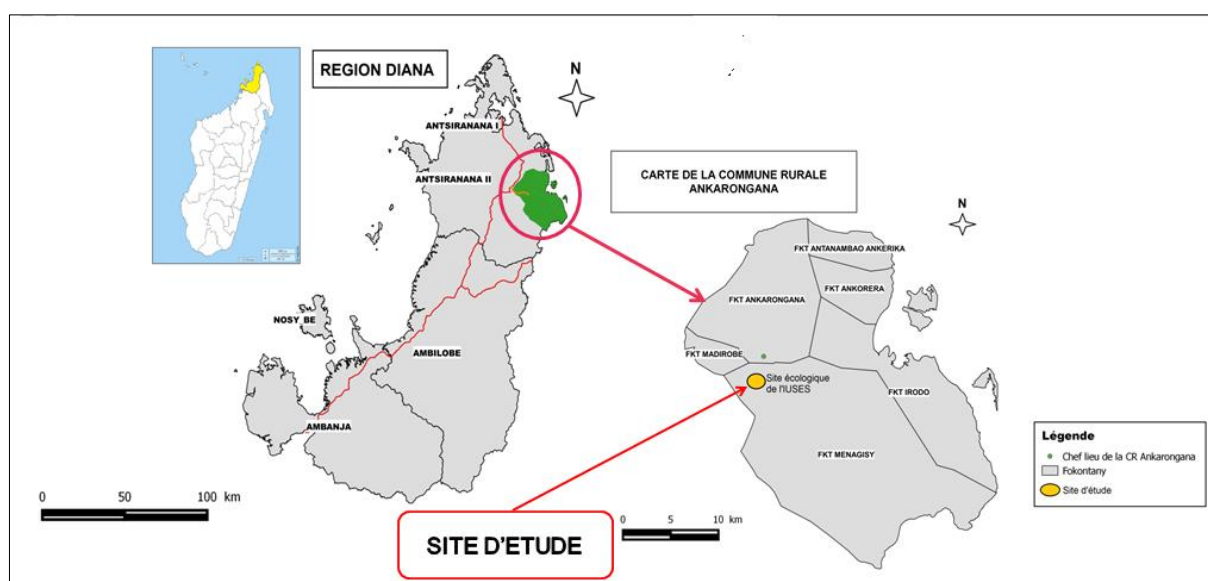 REGION DIANA
N
ANTSIRANANA I
ANTSIRANANA II
NOSY BE
AMBILOBE
AMBANJA
0 50 100 km
CARTE DE LA COMMUNE RURALE
ANKARONGANA
N
FKT ANTANAMBAO ANKERIKA
FKT ANKORERA
FKT ANKARONGANA
FKT MADIROBE
Site écologique
de l'IUSES
FKT IRODO
FKT MENAGISY
Légende
Chef lieu de la CR Ankarongana
Fokontany
Site d'étude
SITE D'ETUDE
0 5 10 km